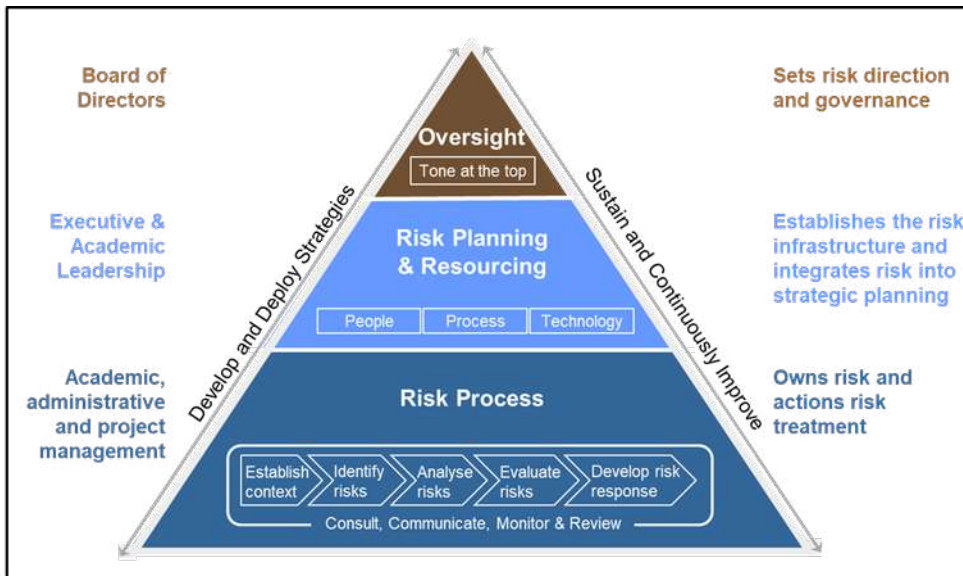 Board of
Directors
Sets risk direction
and governance
Oversight
Tone at the top
Develop and Deploy Strategies
Sustain and Continuously Improve
Executive &
Academic
Leadership
Risk Planning
& Resourcing
People
Process
Technology
Establishes the risk
infrastructure and
integrates risk into
strategic planning
Academic,
administrative
and project
management
Risk Process
Owns risk and
actions risk
treatment
Establish
context
Identify
risks
Analyse
risks
Evaluate
risks
Develop risk
response
Consult, Communicate, Monitor & Review